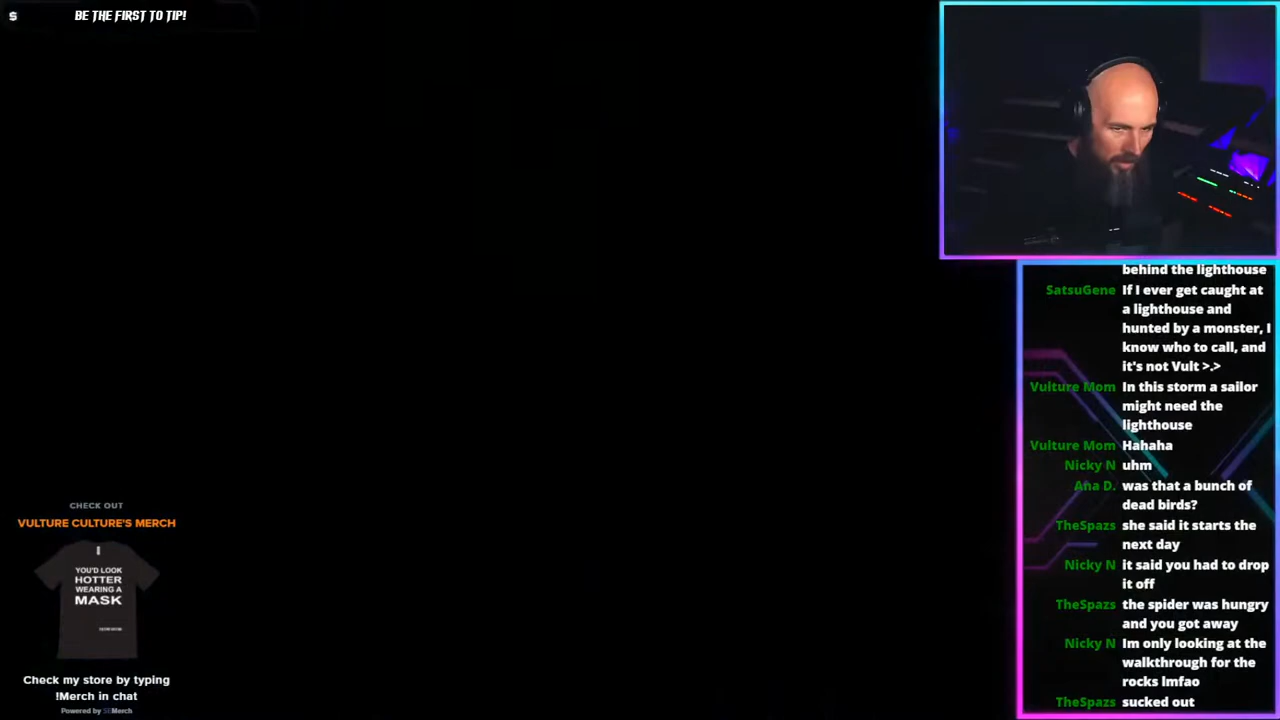 $
BE THE FIRST TO TIP!
behind the lighthouse
SatsuGene If I ever get caught at
a lighthouse and
hunted by a monster, I
know who to call, and
it's not Vult >.>
Vulture Mom In this storm a sailor
might need the
lighthouse
Vulture Mom Hahaha
Nicky N uhm
Ana D. was that a bunch of
dead birds?
TheSpazs she said it starts the
next day
Nicky N it said you had to drop
it off
TheSpazs the spider was hungry
and you got away
Nicky N Im only looking at the
walkthrough for the
rocks lmfao
TheSpazs sucked out
CHECK OUT
VULTURE CULTURE'S MERCH
YOU'D LOOK
HOTTER
WEARING A
MASK
Check my store by typing
!Merch in chat
Powered by SEMerch